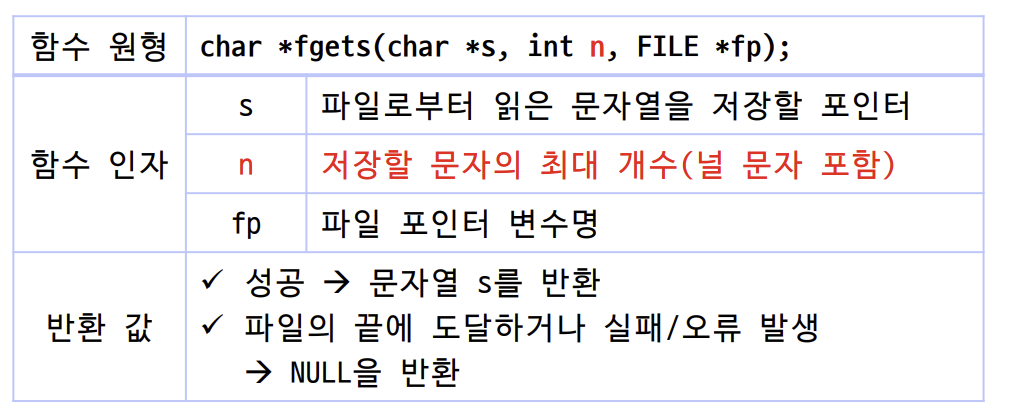 함수 원형 char *fgets(char *s, int n, FILE *fp);
함수 인자
s 파일로부터 읽은 문자열을 저장할 포인터
n 저장할 문자의 최대 개수(널 문자 포함)
fp 파일 포인터 변수명
반환 값
✓ 성공 → 문자열 s를 반환
✓ 파일의 끝에 도달하거나 실패/오류 발생
→ NULL을 반환